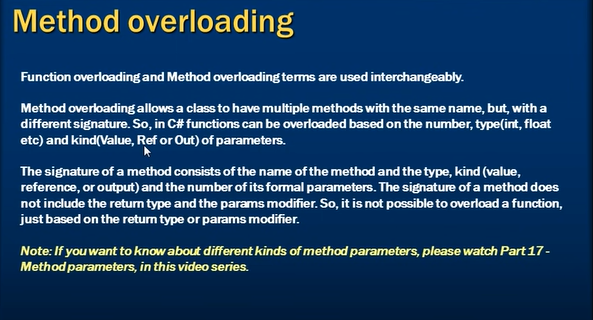 Method overloading
Function overloading and Method overloading terms are used interchangeably.
Method overloading allows a class to have multiple methods with the same name, but, with a
different signature. So, in C# functions can be overloaded based on the number, type(int, float
etc) and kind(Value, Ref or Out) of parameters.
The signature of a method consists of the name of the method and the type, kind (value,
reference, or output) and the number of its formal parameters. The signature of a method does
not include the return type and the params modifier. So, it is not possible to overload a function,
just based on the return type or params modifier.
Note: If you want to know about different kinds of method parameters, please watch Part 17 -
Method parameters, in this video series.